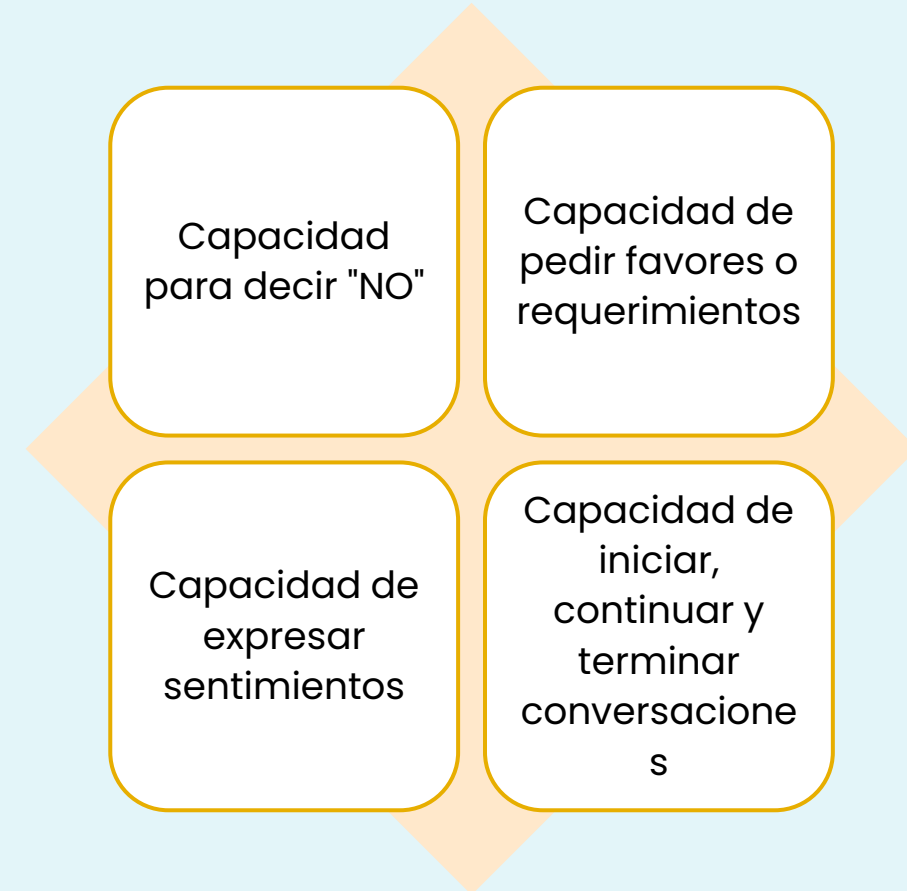 Capacidad
para decir "NO"
Capacidad de
pedir favores o
requerimientos
Capacidad de
expresar
sentimientos
Capacidad de
iniciar,
continuar y
terminar
conversacione
s